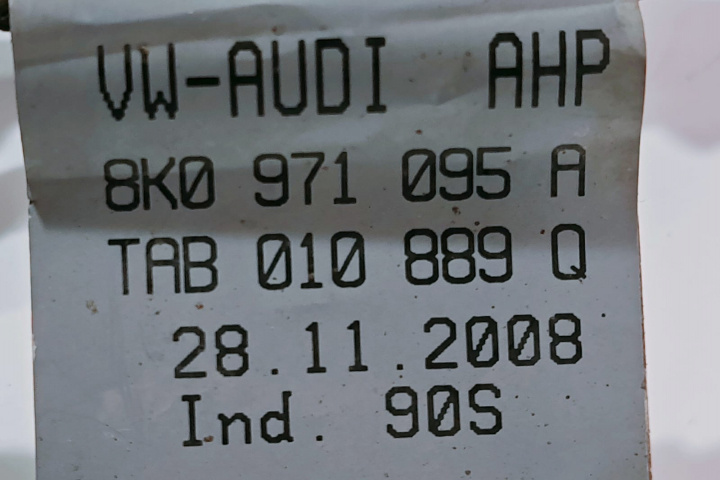 VW-AUDI AHP
8K0 971 095 A
TAB 010 889 Q
28.11.2008
Ind. 90S